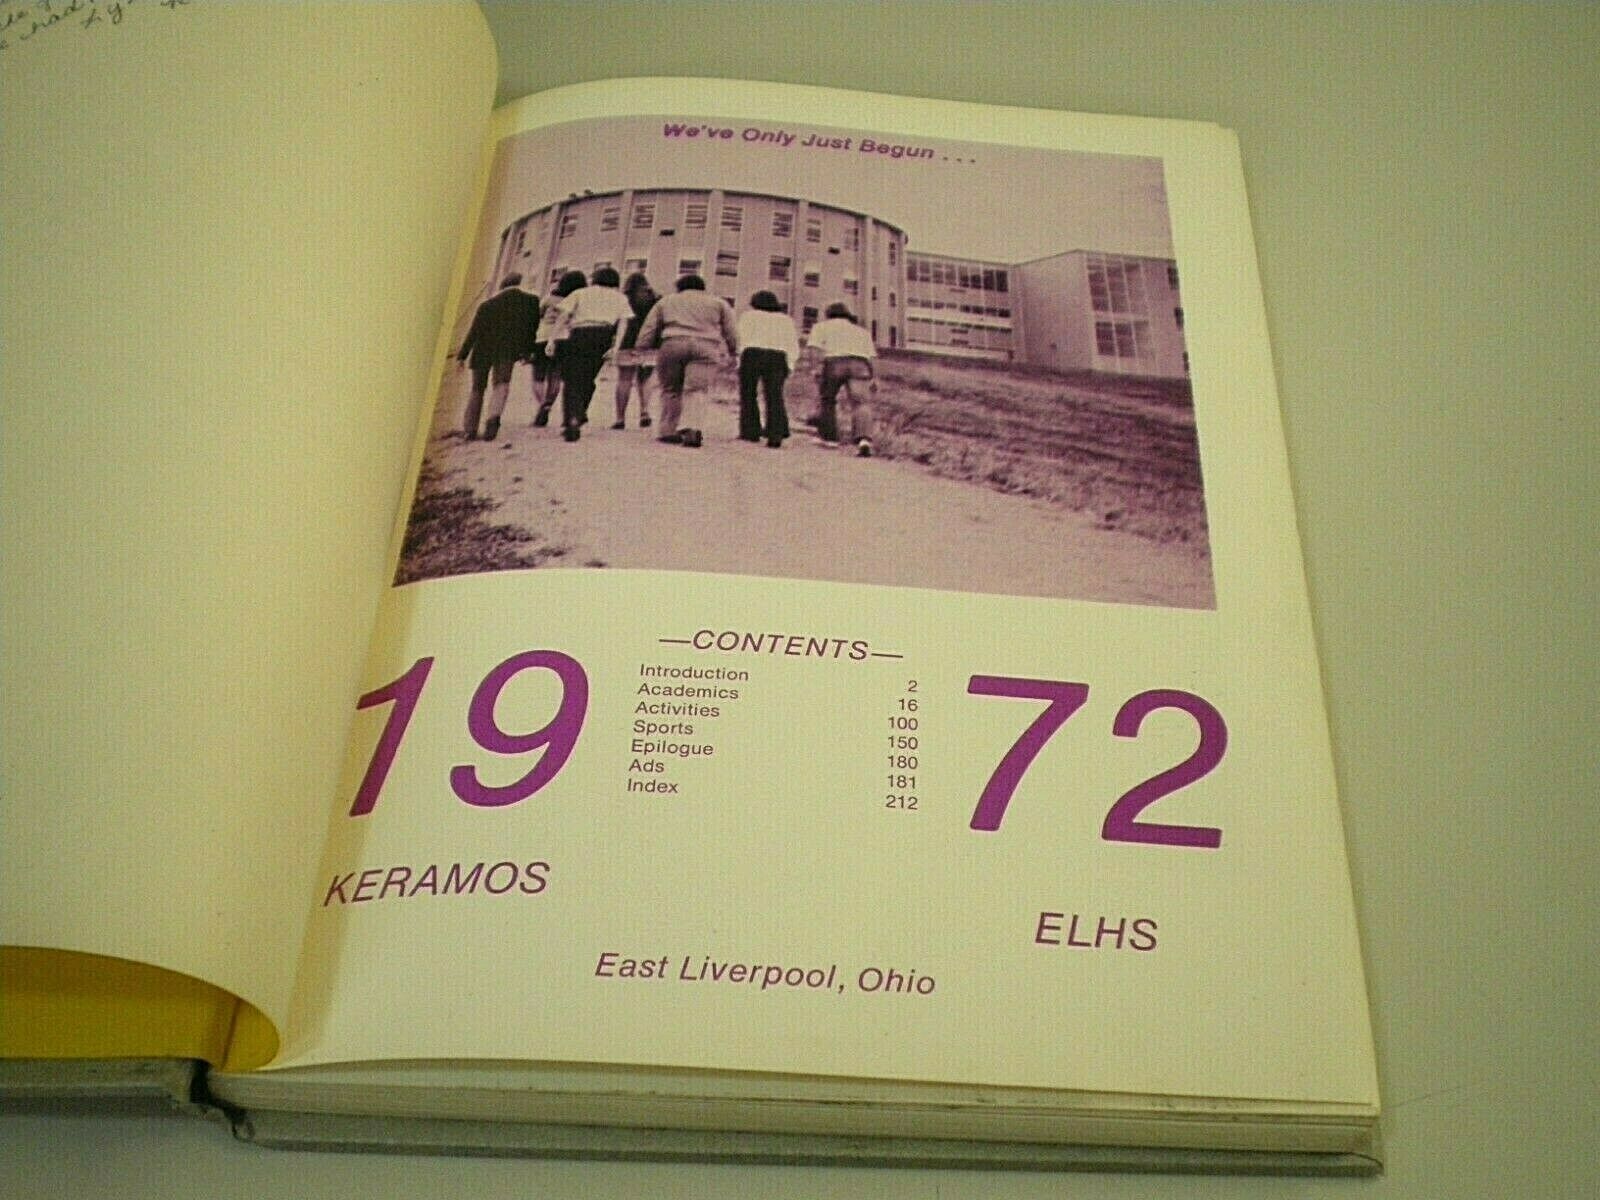 had
We've Only Just Begun . . .
—CONTENTS—
Introduction 2
Academics 16
Activities 100
Sports 150
Epilogue 180
Ads 181
Index 212
19 72
KERAMOS
ELHS
East Liverpool, Ohio